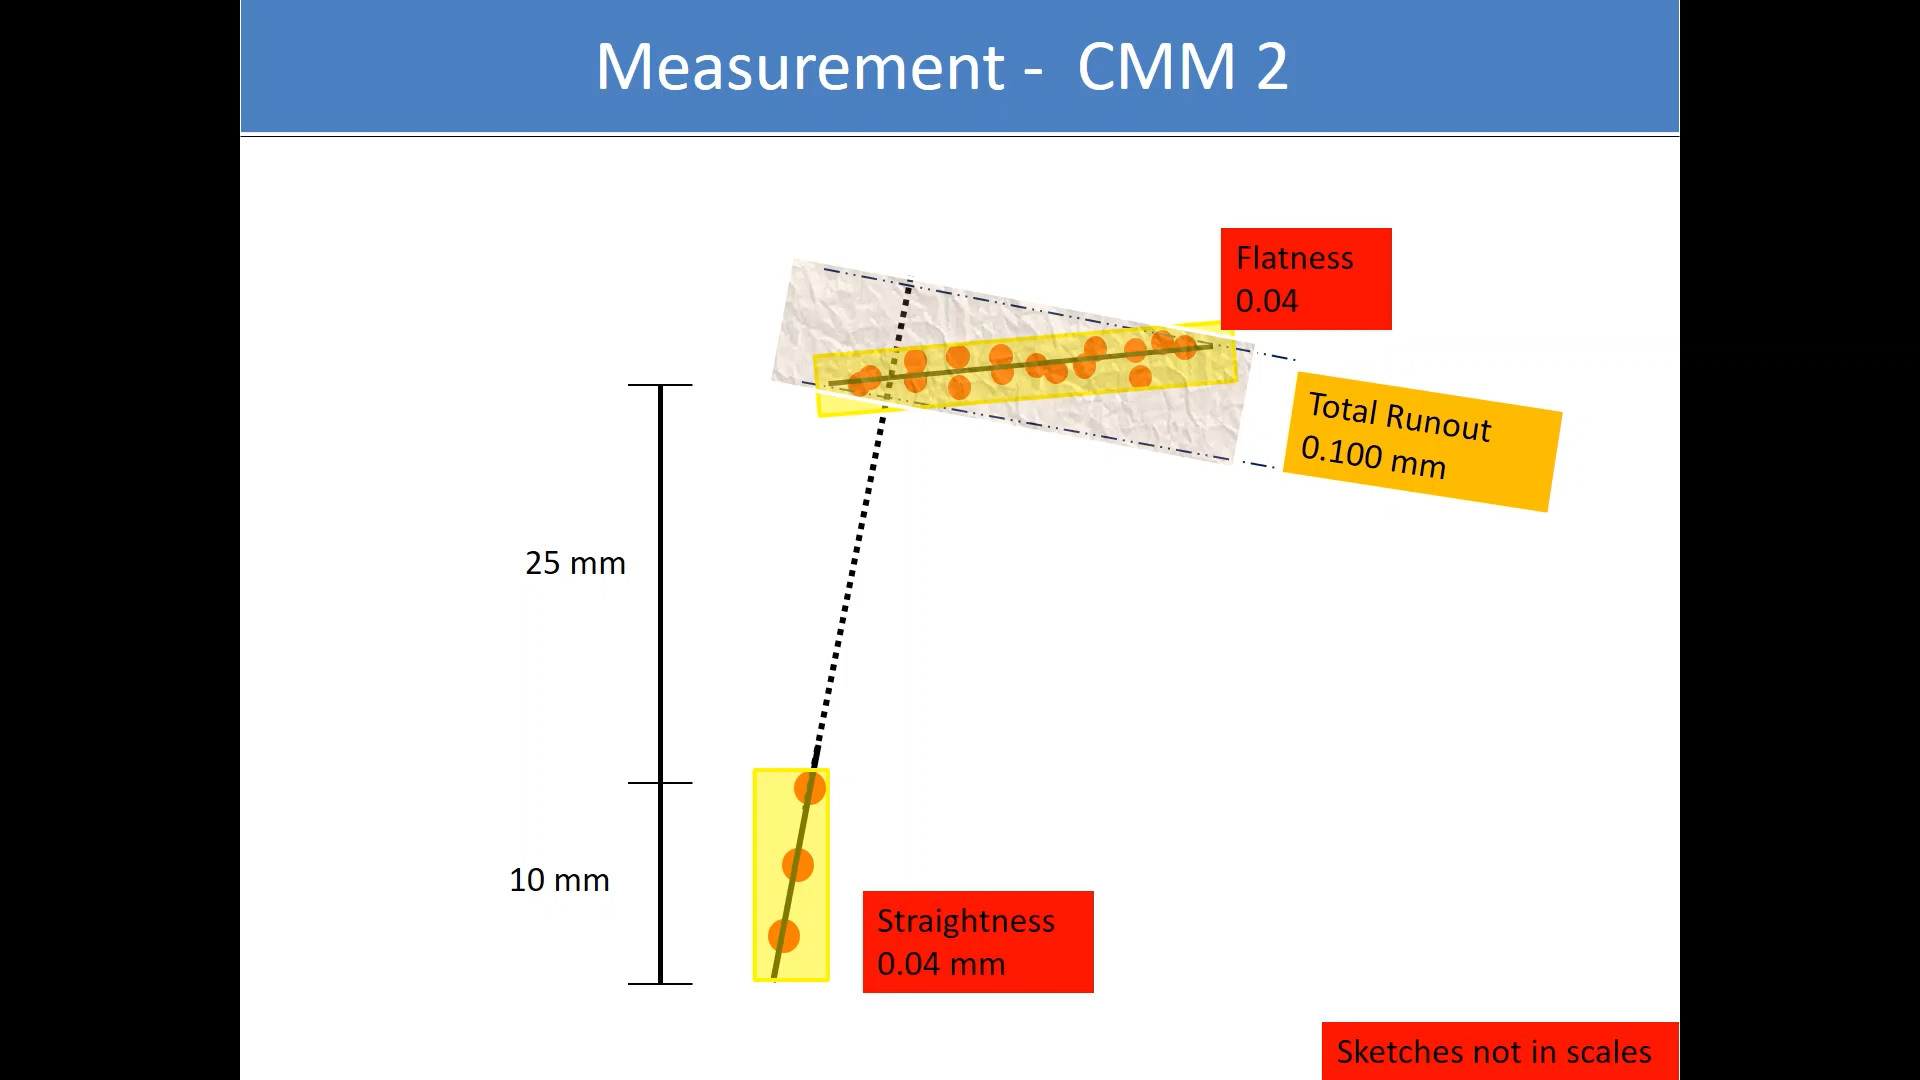 Measurement - CMM 2
Flatness
0.04
Total Runout
0.100 mm
25 mm
10 mm
Straightness
0.04 mm
Sketches not in scales